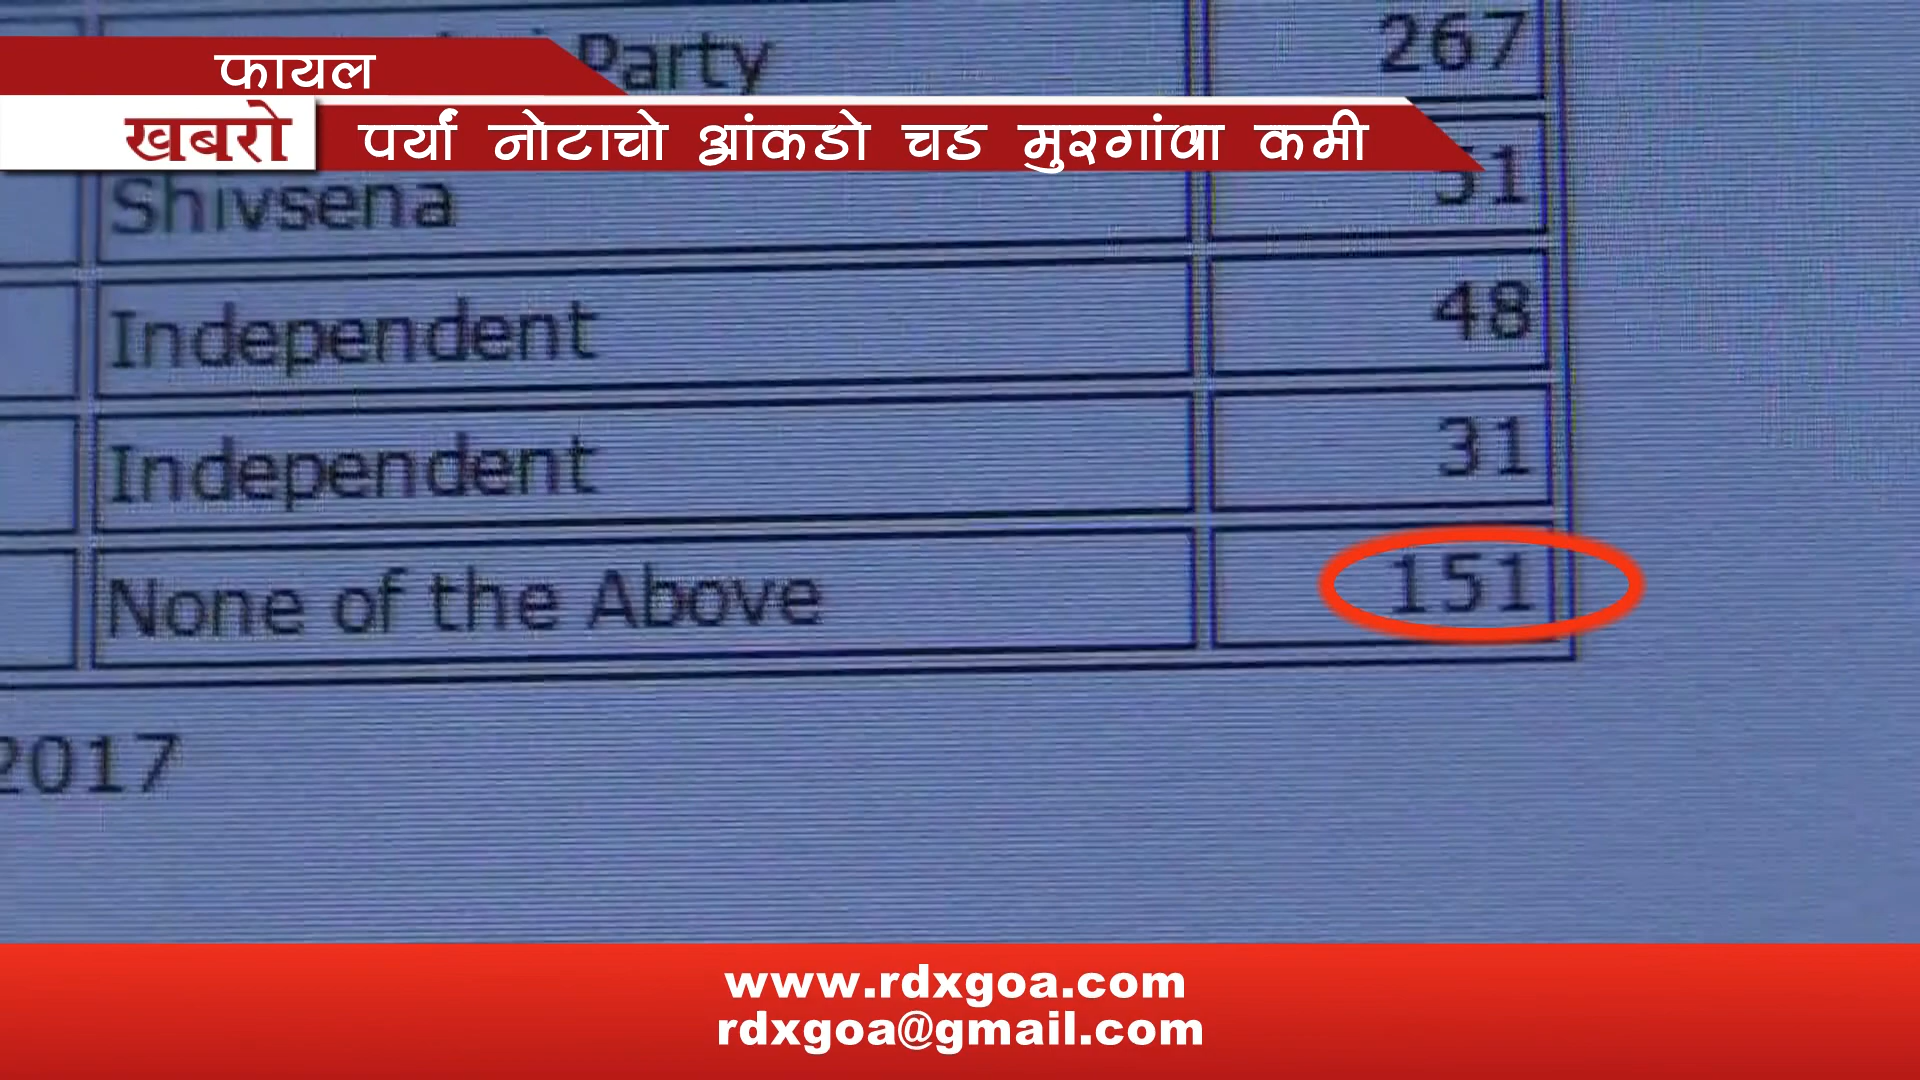 Party 267
फायल
खबरो पर्यां नोटाचो आंकडो चड मुरगांवा कमी
Shivsena 51
Independent 48
Independent 31
None of the Above 151
2017
www.rdxgoa.com
rdxgoa@gmail.com